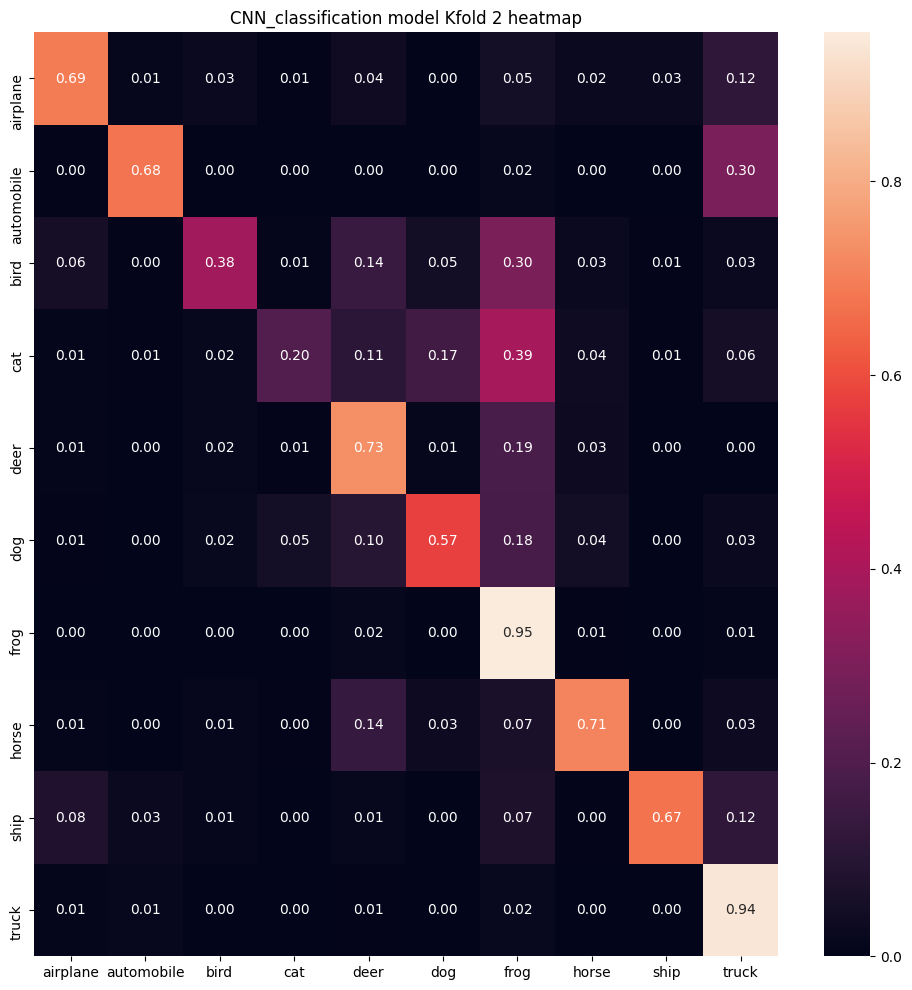 CNN_classification model Kfold 2 heatmap
airplane 0.69 0.01 0.03 0.01 0.04 0.00 0.05 0.02 0.03 0.12
automobile 0.00 0.68 0.00 0.00 0.00 0.00 0.02 0.00 0.00 0.30
bird 0.06 0.00 0.38 0.01 0.14 0.05 0.30 0.03 0.01 0.03
cat 0.01 0.01 0.02 0.20 0.11 0.17 0.39 0.04 0.01 0.06
deer 0.01 0.00 0.02 0.01 0.73 0.01 0.19 0.03 0.00 0.00
dog 0.01 0.00 0.02 0.05 0.10 0.57 0.18 0.04 0.00 0.03
frog 0.00 0.00 0.00 0.00 0.02 0.00 0.95 0.01 0.00 0.01
horse 0.01 0.00 0.01 0.00 0.14 0.03 0.07 0.71 0.00 0.03
ship 0.08 0.03 0.01 0.00 0.01 0.00 0.07 0.00 0.67 0.12
truck 0.01 0.01 0.00 0.00 0.01 0.00 0.02 0.00 0.00 0.94
airplane automobile bird cat deer dog frog horse ship truck
0.8
0.6
0.4
0.2
0.0